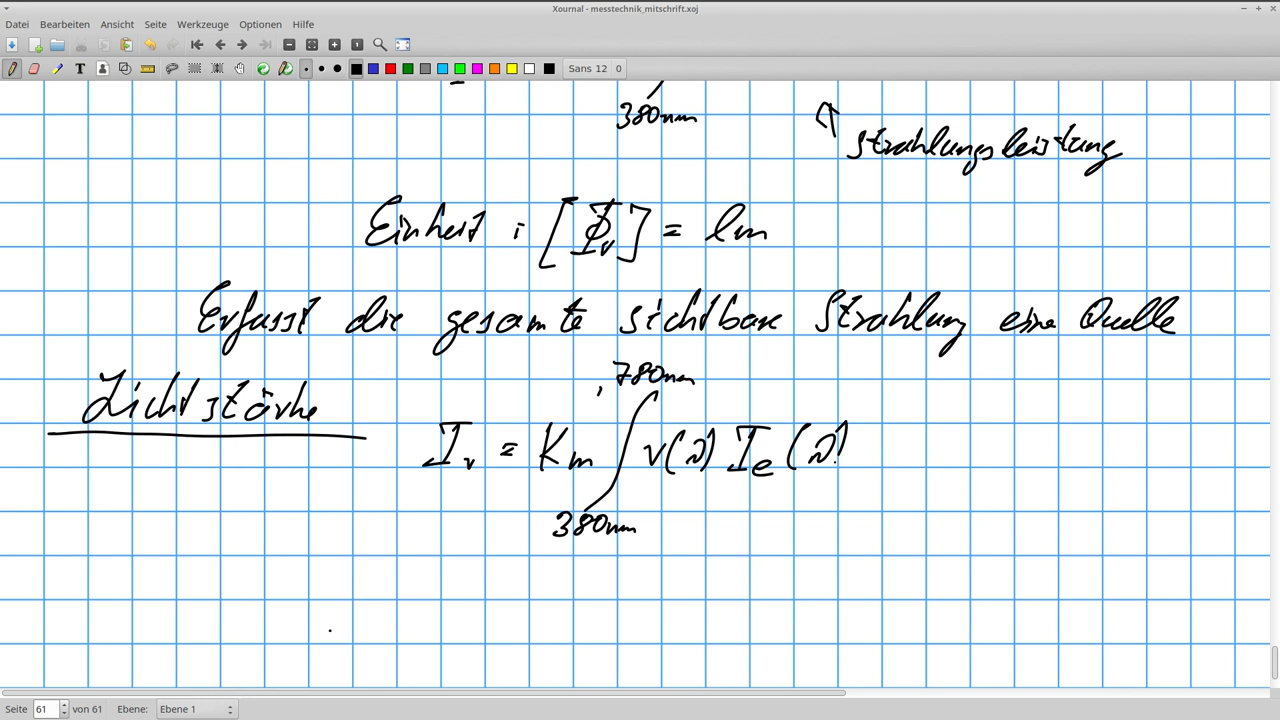 Xournal - messtechnik_mitschrift.xoj
Datei Bearbeiten Ansicht Seite Werkzeuge Optionen Hilfe
Sans 12 0
380nm
Strahlungsleistung
Einheit : [Φv] = lm
Erfasst die gesamte sichtbare Strahlung eine Quelle
780nm
Lichtstärke
Iv = Km ∫ v(λ) Ie (λ)
380nm
Seite 61 von 61 Ebene: Ebene 1